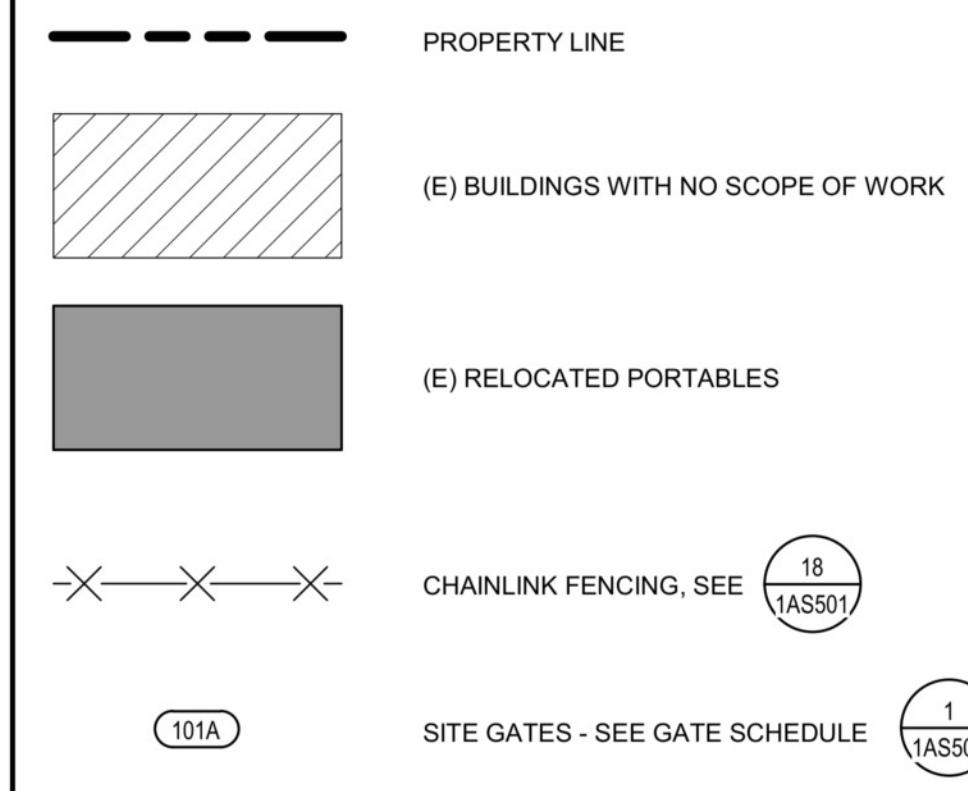 PROPERTY LINE
(E) BUILDINGS WITH NO SCOPE OF WORK
(E) RELOCATED PORTABLES
CHAINLINK FENCING, SEE
18
1AS501
101A
SITE GATES - SEE GATE SCHEDULE
1